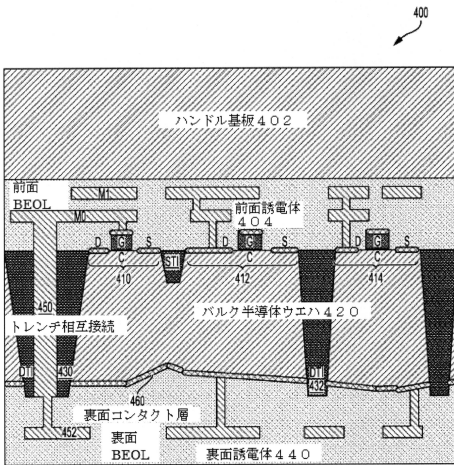 400
ハンドル基板402
前面
BEOL
M1
M0
前面誘電体
404
D
G
S
STI
D
G
S
D
G
S
C
C
C
410
412
414
450
バルク半導体ウエハ420
トレンチ相互接続
DTI
430
DTI
432
460
裏面コンタクト層
452
裏面
BEOL
裏面誘電体440